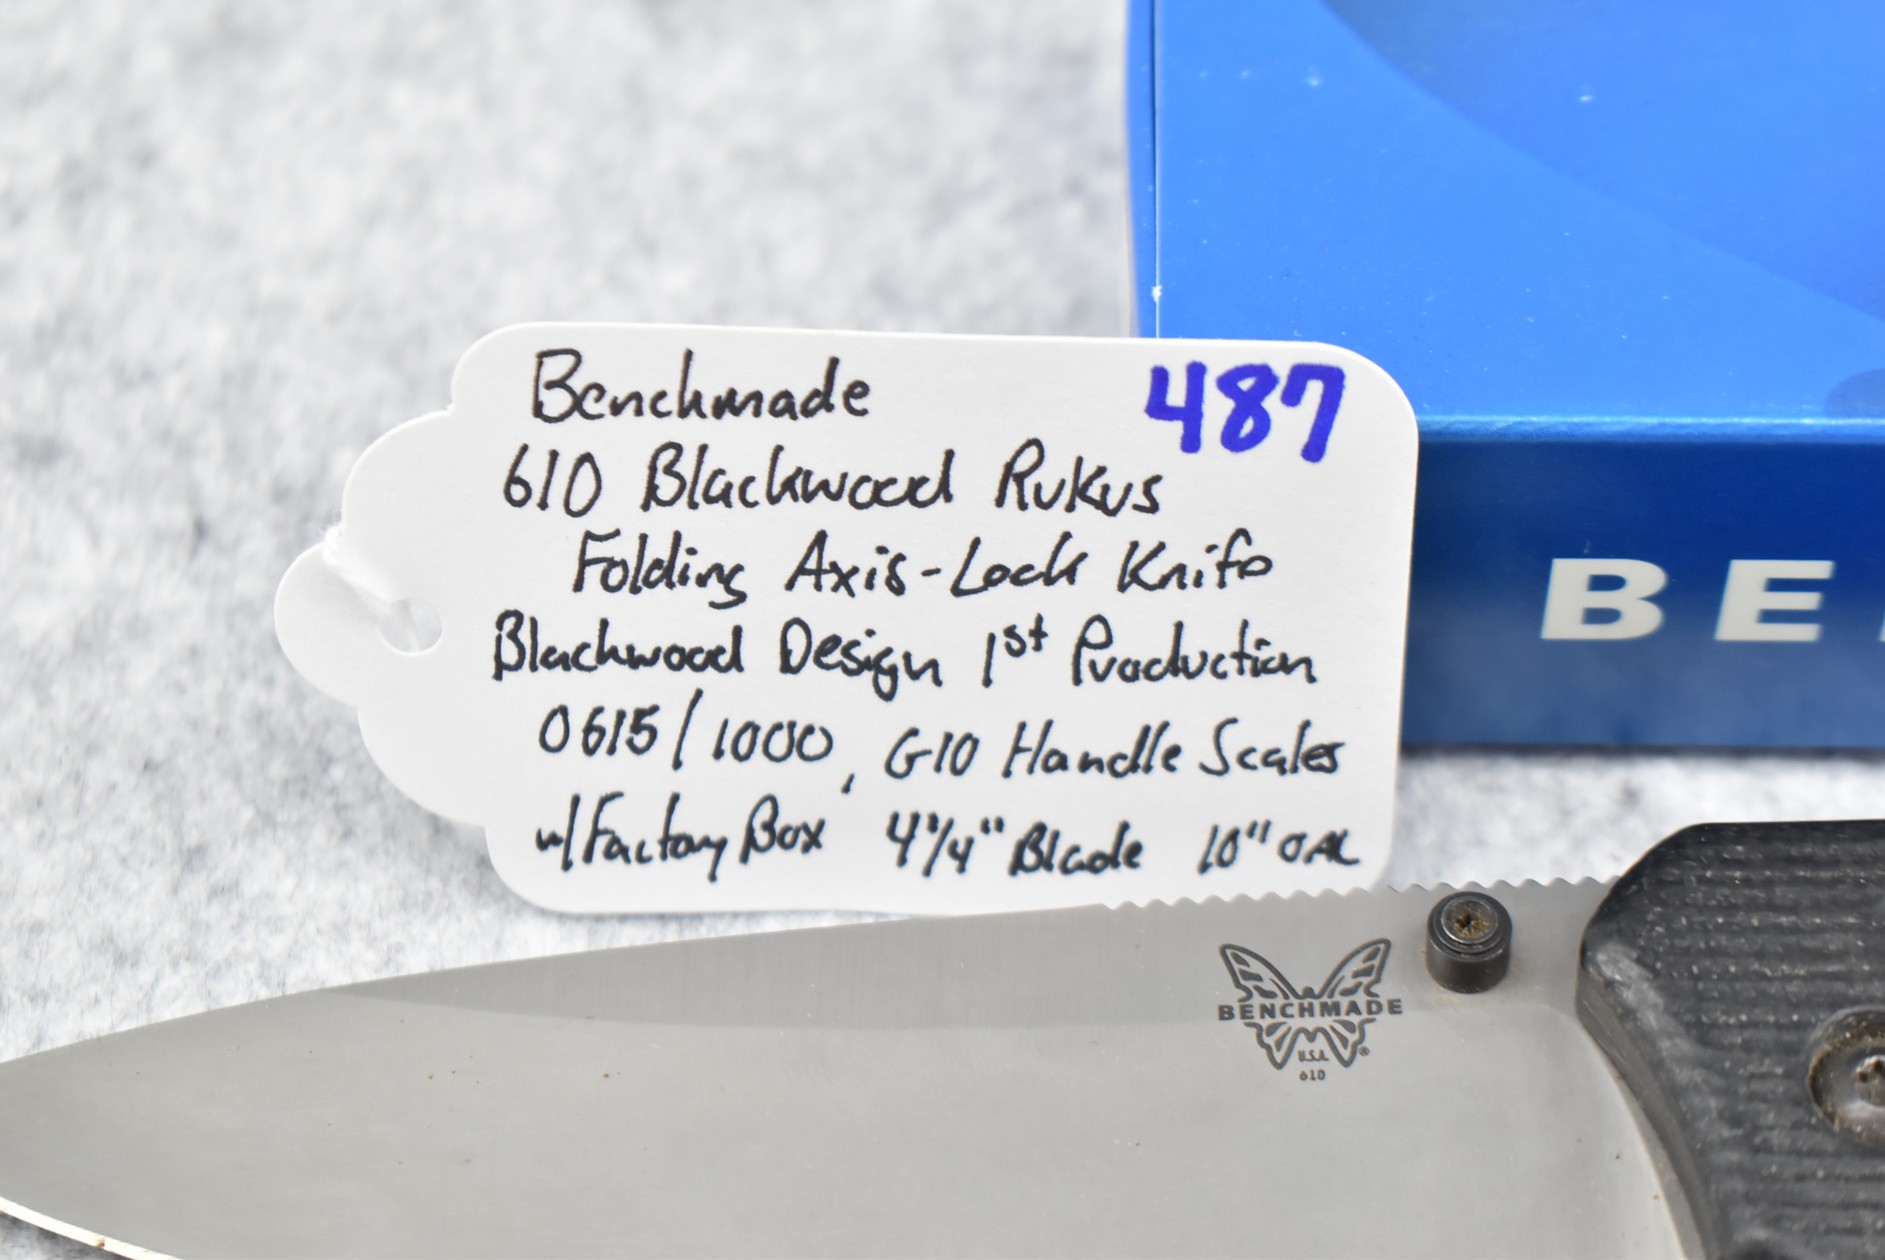 Benchmade 487
610 Blackwood Rukus
Folding Axis-Lock Knife
Blackwood Design 1st Production
0615/1000, G10 Handle Scales
w/Factory Box 4 1/4" Blade 10" OAL
BE
BENCHMADE
U.S.A. ®
610